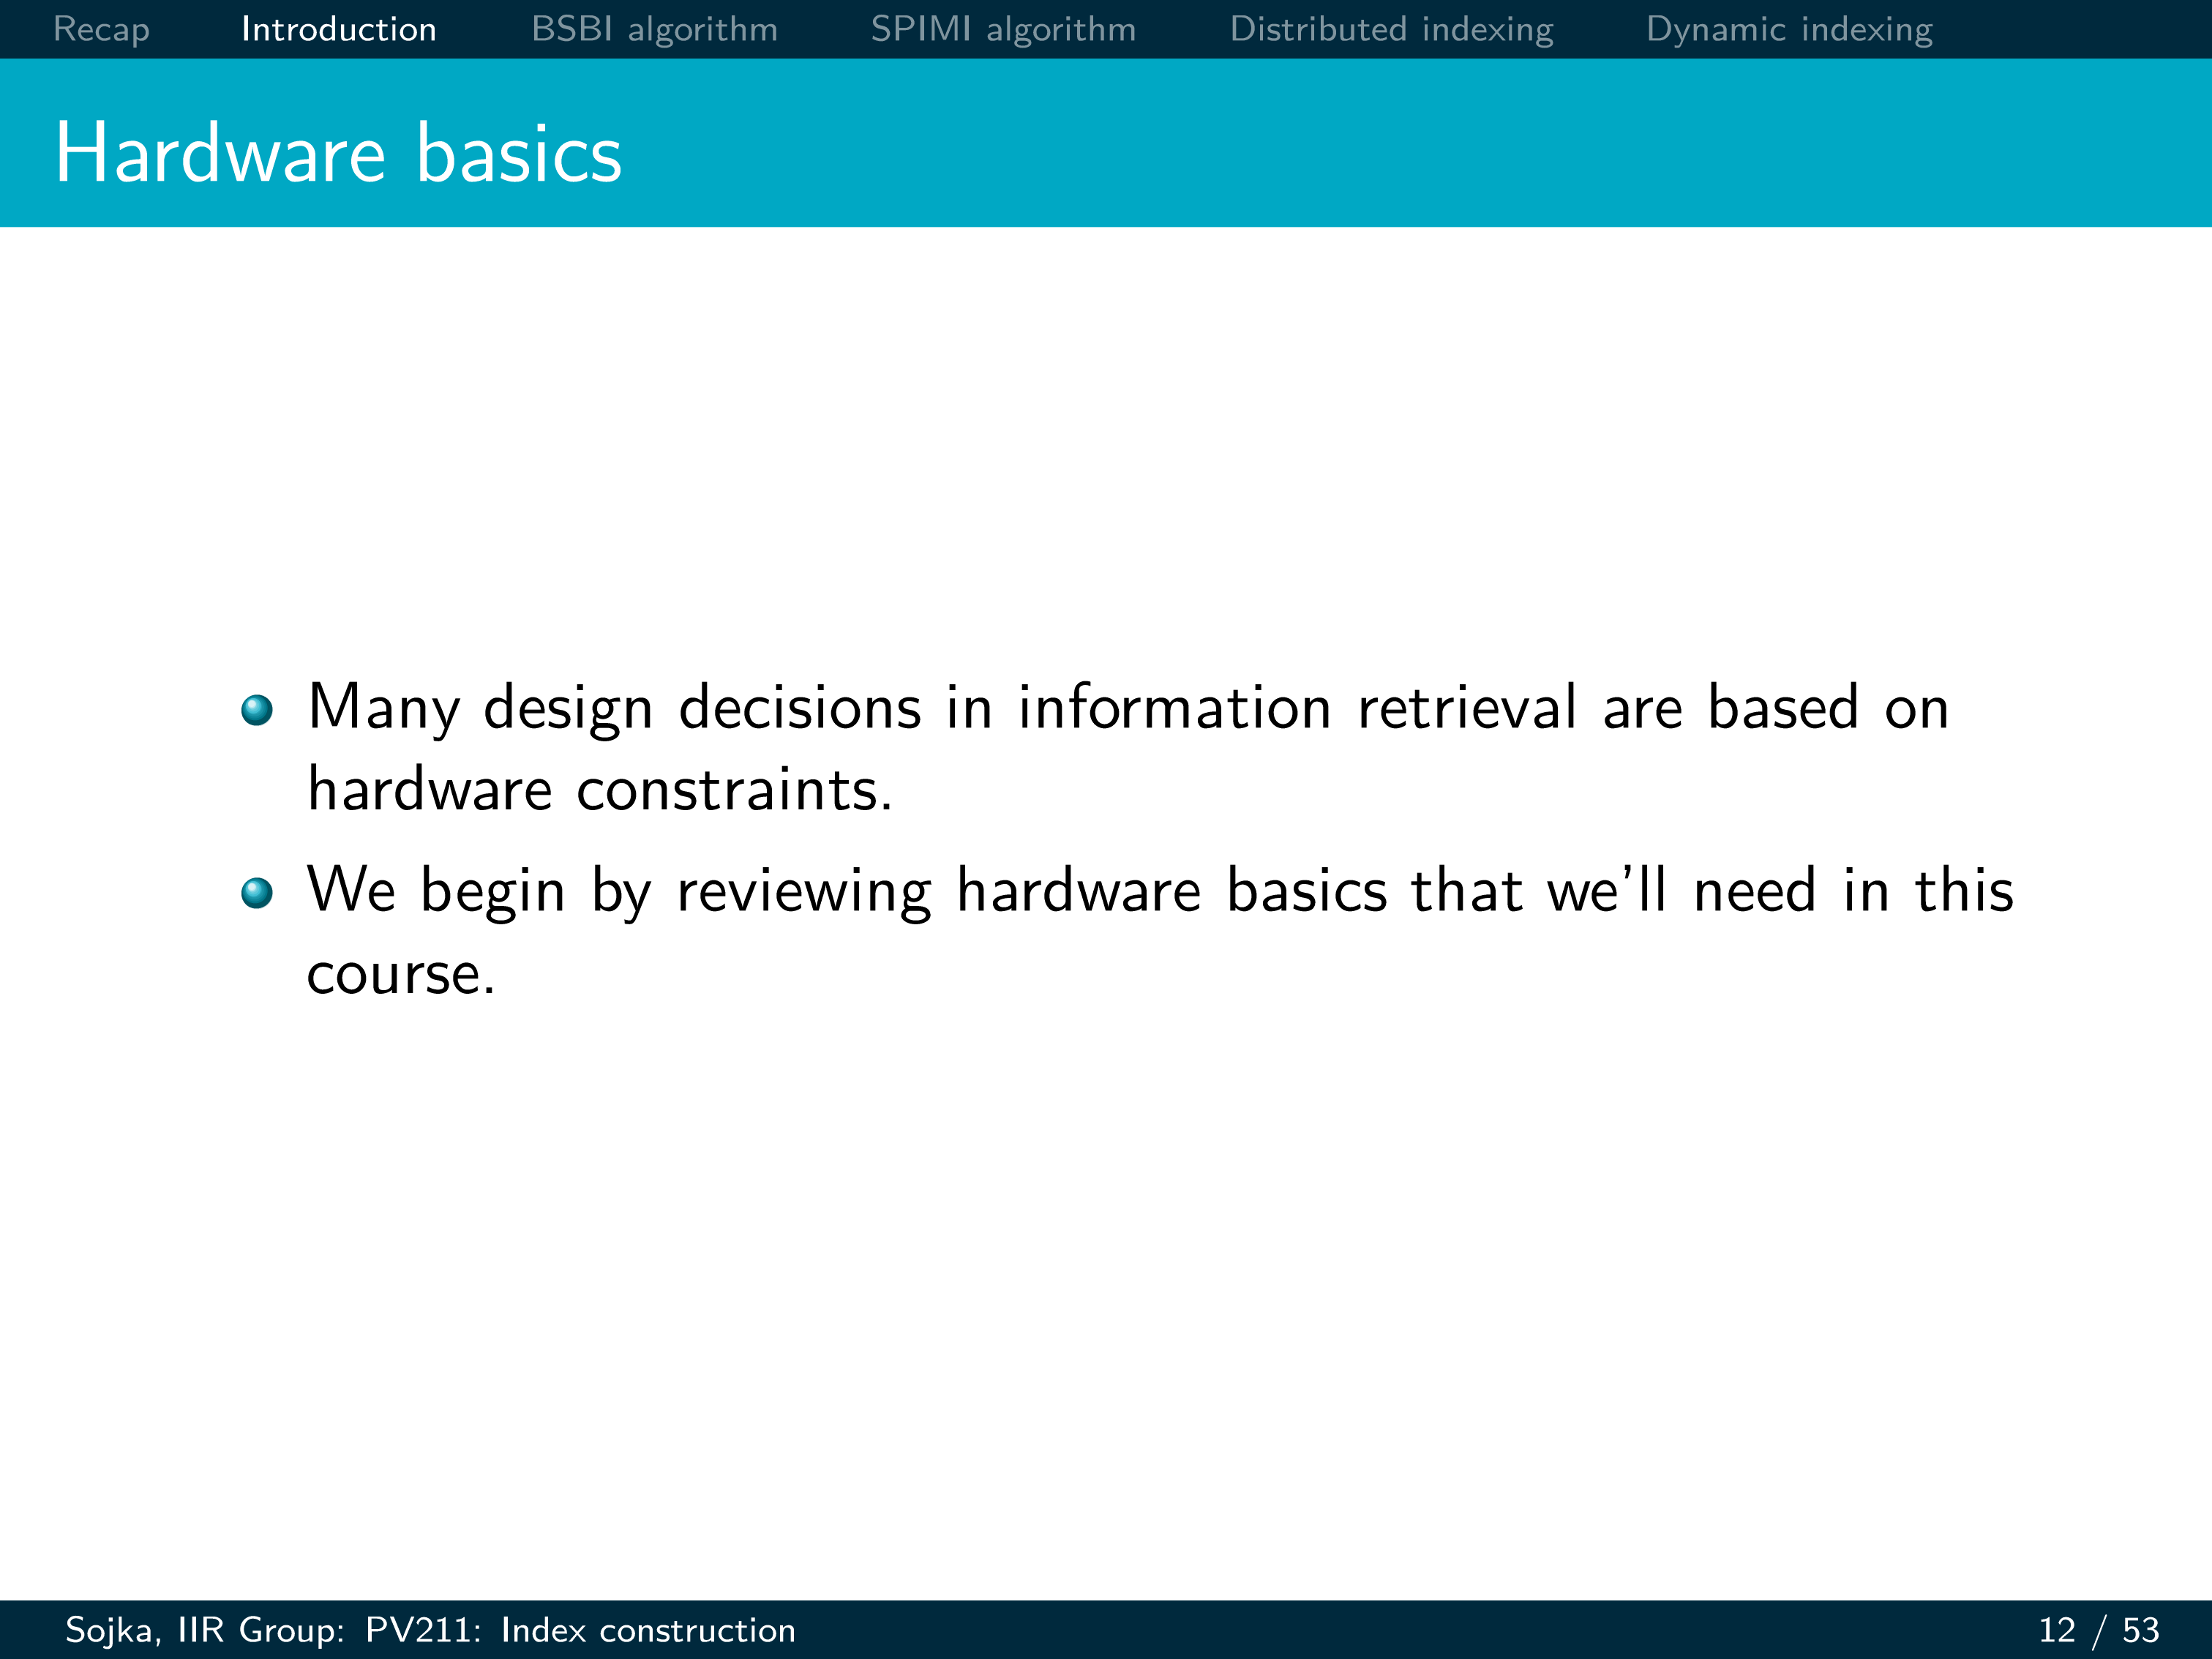 Recap Introduction BSBI algorithm SPIMI algorithm Distributed indexing Dynamic indexing
Hardware basics
Many design decisions in information retrieval are based on
hardware constraints.
We begin by reviewing hardware basics that we'll need in this
course.
Sojka, IIR Group: PV211: Index construction 12 / 53